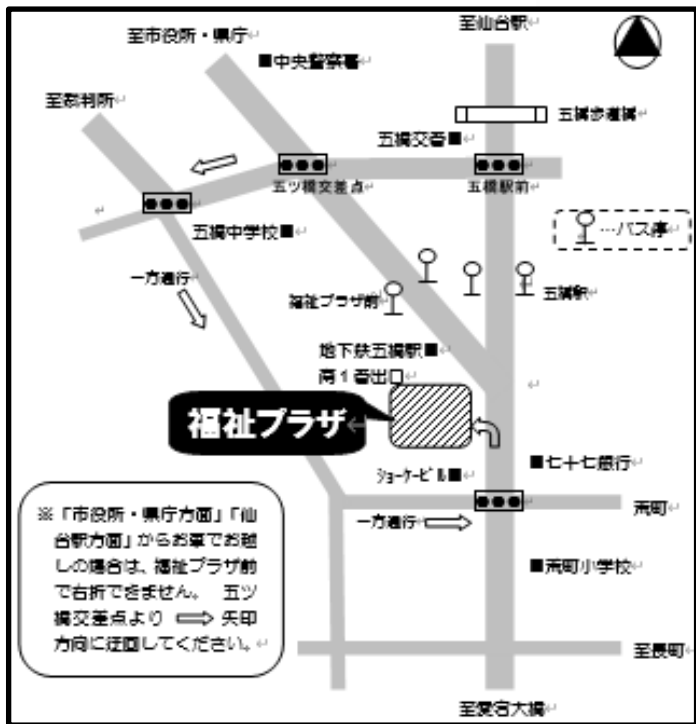 至仙台駅
至市役所・県庁
■中央警察署
至裁判所
五橋歩道橋
五橋交番■
五ツ橋交差点
五橋駅前
五橋中学校■
…バス停
一方通行
福祉プラザ前
五橋駅
地下鉄五橋駅■
南1番出口
福祉プラザ
■七十七銀行
ショーケービル■
荒町
一方通行
※「市役所・県庁方面」「仙
台駅方面」からお車でお越
しの場合は、福祉プラザ前
で右折できません。 五ツ
橋交差点より ⇒ 矢印
方向に迂回してください。
■荒町小学校
至長町
至愛宕大橋